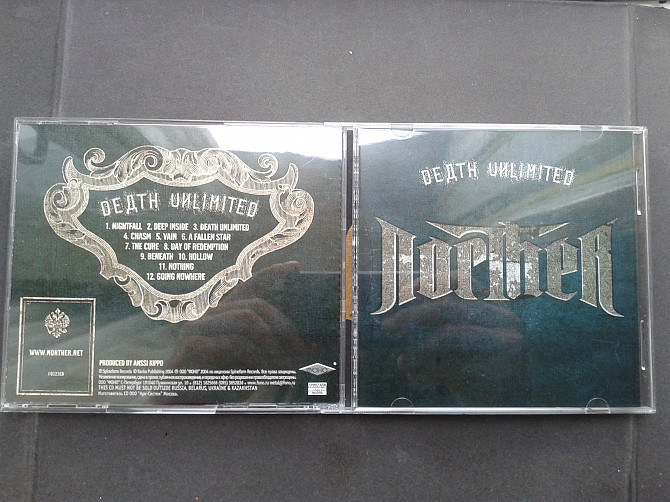 DEATH UNLIMITED
1. NIGHTFALL 2. DEEP INSIDE 3. DEATH UNLIMITED
4. CHASM 5. VAIN 6. A FALLEN STAR
7. THE CURE 8. DAY OF REDEMPTION
9. BENEATH 10. HOLLOW
11. NOTHING
12. GOING NOWHERE
WWW.NORTHER.NET
PRODUCED BY ANSSI KIPPO
THIS CD MUST NOT BE SOLD OUTSIDE RUSSIA, BELARUS, UKRAINE & KAZAKHSTAN
DEATH UNLIMITED
NORTHER